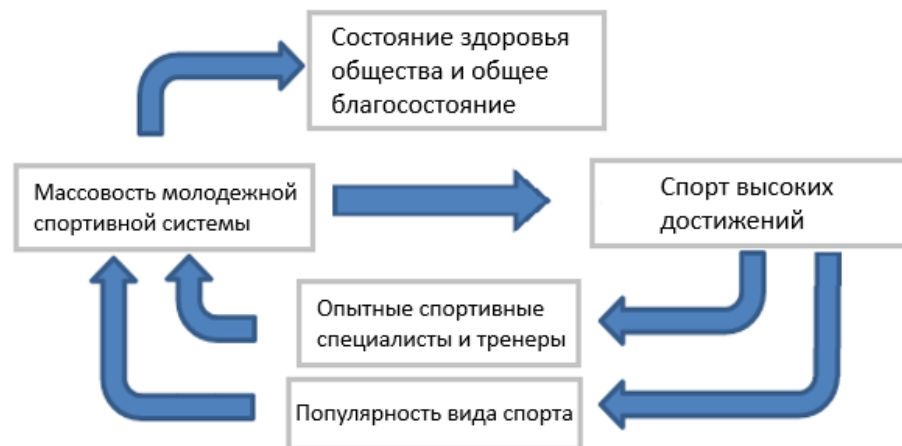 Состояние здоровья
общества и общее
благосостояние
Массовость молодежной
спортивной системы
Спорт высоких
достижений
Опытные спортивные
специалисты и тренеры
Популярность вида спорта